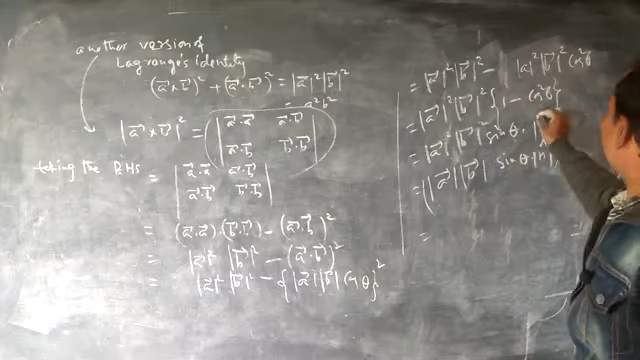 another version of
Lagrange's identity
(a⃗×b⃗)² + (a⃗·b⃗)² = |a⃗|²|b⃗|²
= a²b²
|a⃗×b⃗|² = | a⃗·a⃗ a⃗·b⃗ |
| a⃗·b⃗ b⃗·b⃗ |
taking the RHS = | a⃗·a⃗ a⃗·b⃗ |
| a⃗·b⃗ b⃗·b⃗ |
= (a⃗·a⃗)·(b⃗·b⃗) − (a⃗·b⃗)²
= |a⃗|² |b⃗|² − (a⃗·b⃗)²
= |a⃗|² |b⃗|² − {|a⃗||b⃗| cos θ}²
= |a⃗|²|b⃗|² − |a|²|b⃗|² cos²θ
= |a⃗|²|b⃗|² {1 − cos²θ}
= |a⃗|²|b⃗|² sin²θ ·
= (|a⃗||b⃗| sin θ |n̂|)
=